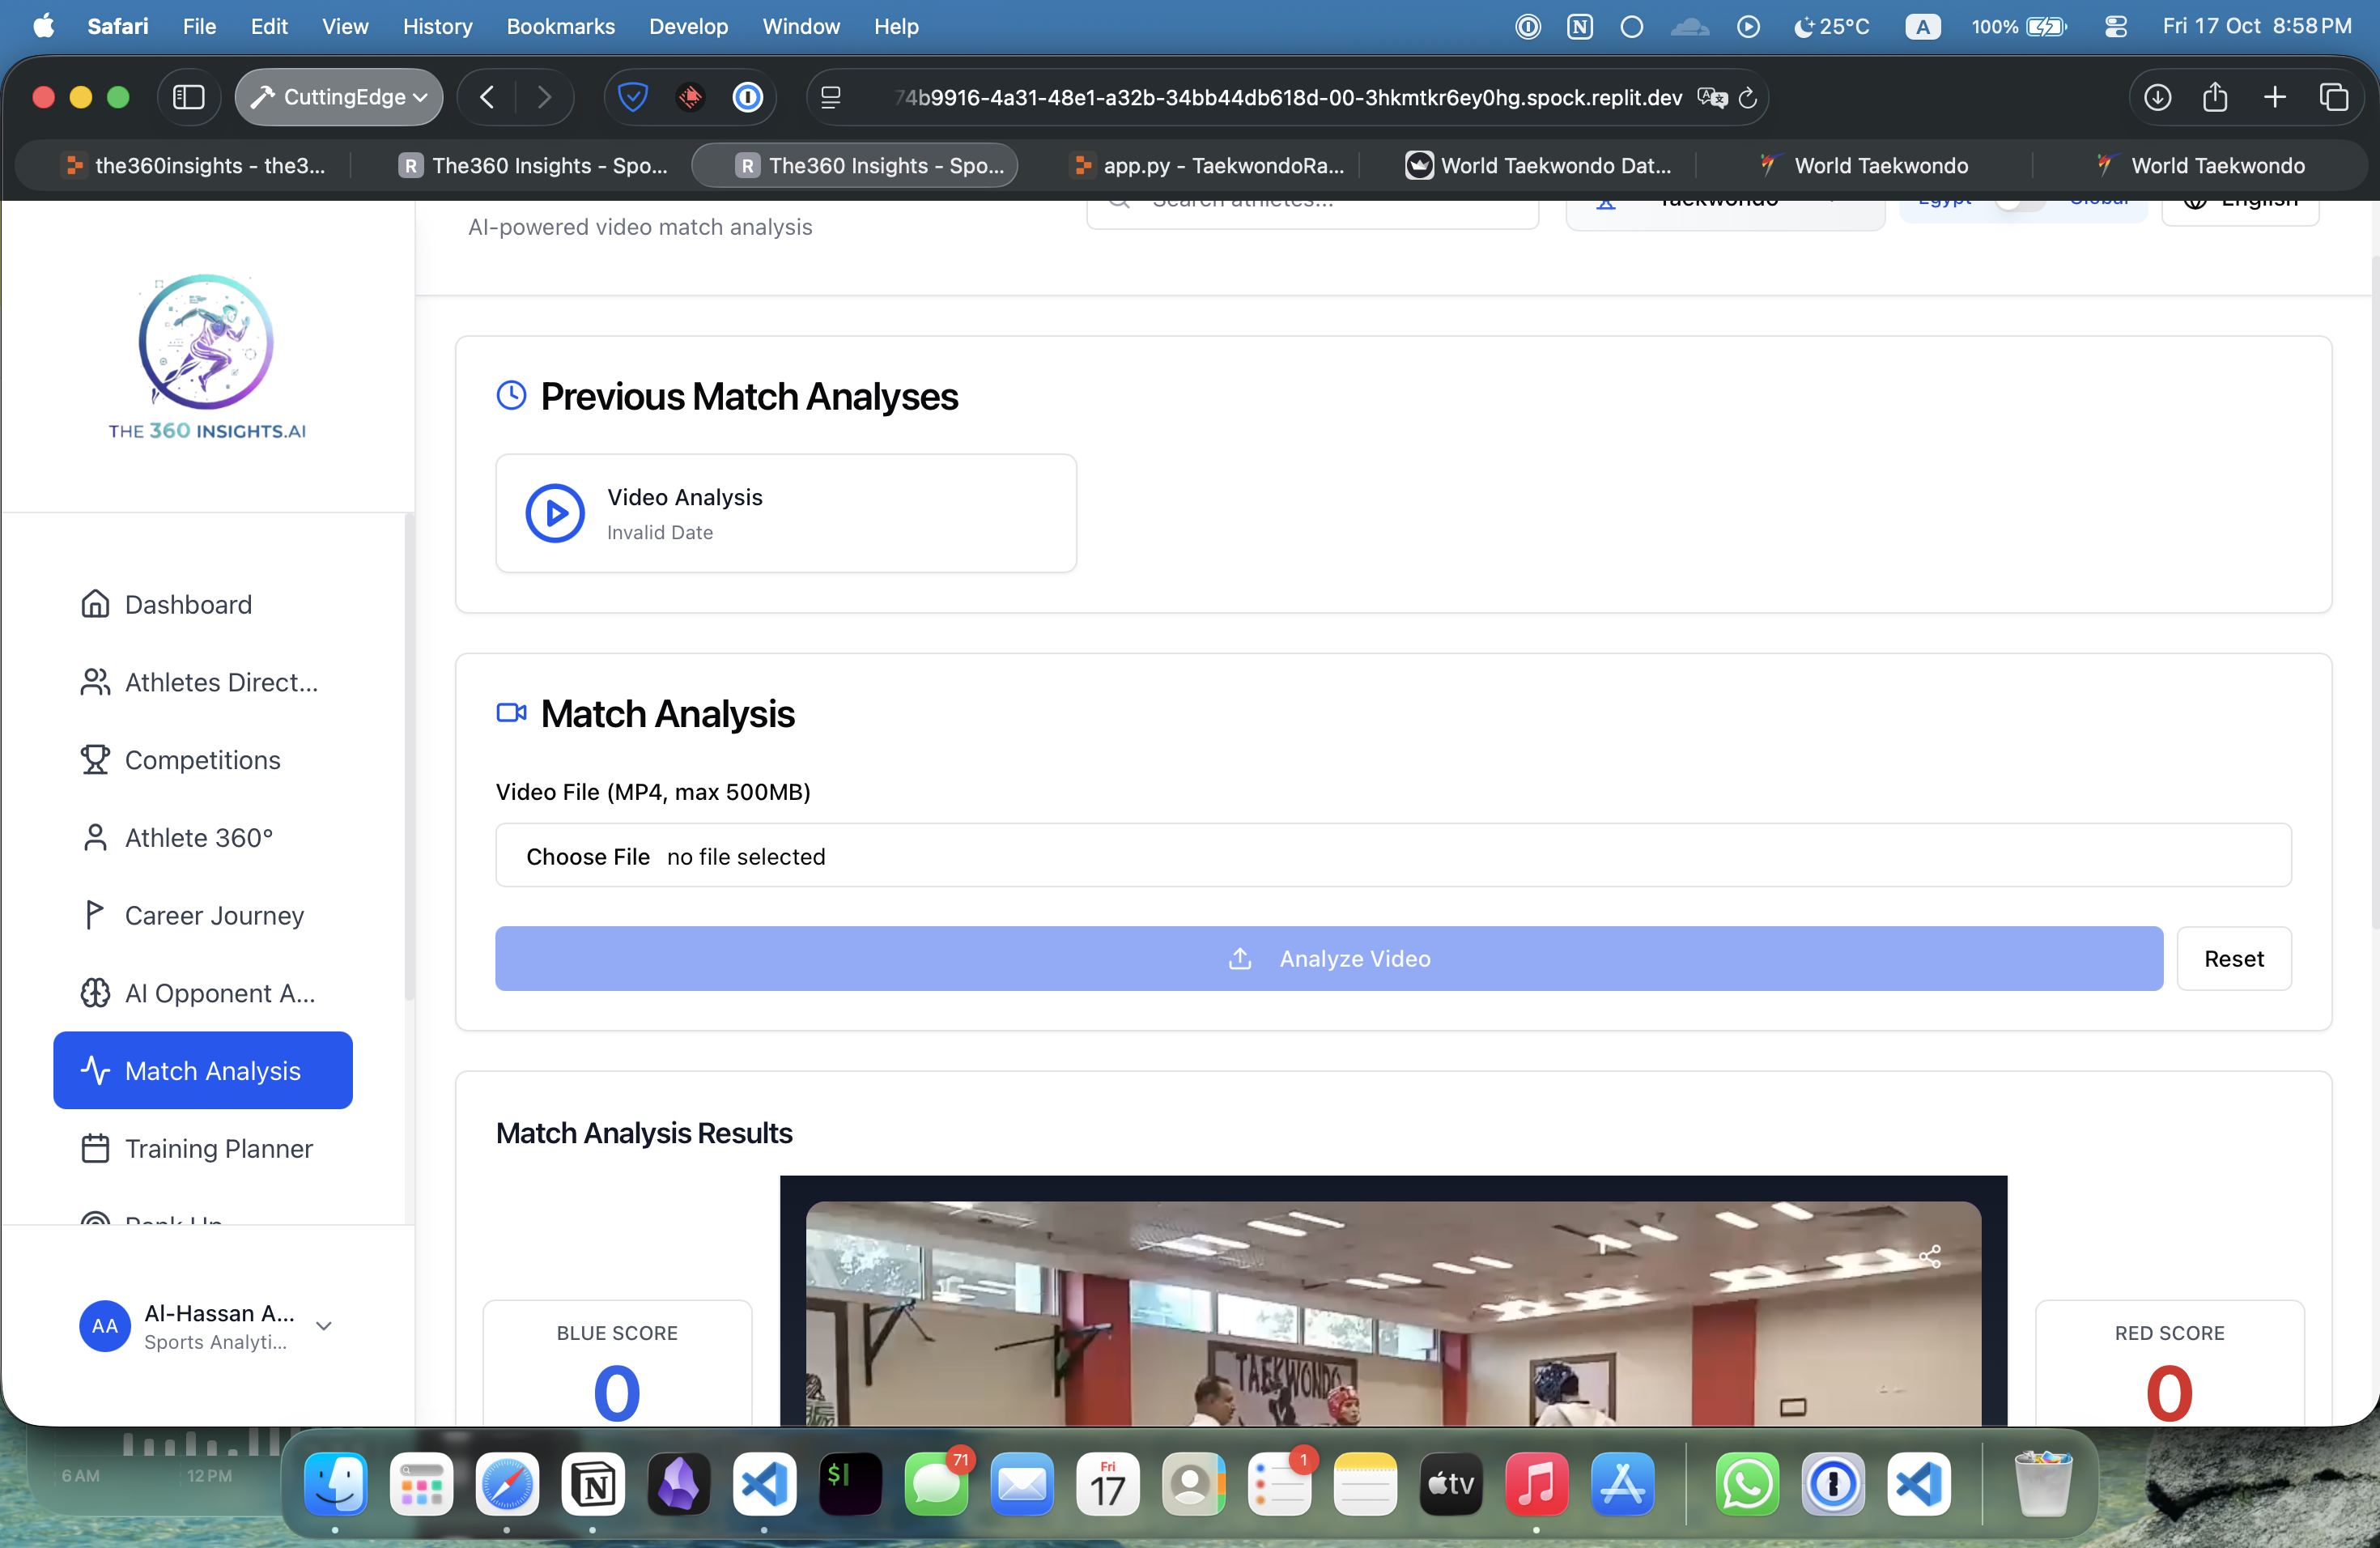 Safari File Edit View History Bookmarks Develop Window Help
A 100% Fri 17 Oct 8:58 PM
25°C
CuttingEdge
74b9916-4a31-48e1-a32b-34bb44db618d-00-3hkmtkr6ey0hg.spock.replit.dev
the360insights - the3...
R The360 Insights - Spo...
R The360 Insights - Spo...
app.py - TaekwondoRa...
World Taekwondo Dat...
World Taekwondo
World Taekwondo
AI-powered video match analysis
Search athletes...
Taekwondo
Egypt
Global
English
THE 360 INSIGHTS.AI
Dashboard
Athletes Direct...
Competitions
Athlete 360°
Career Journey
AI Opponent A...
Match Analysis
Training Planner
Rank Up
AA
Al-Hassan A...
Sports Analyti...
Previous Match Analyses
Video Analysis
Invalid Date
Match Analysis
Video File (MP4, max 500MB)
Choose File no file selected
Analyze Video
Reset
Match Analysis Results
BLUE SCORE
0
TAEKWONDO
RED SCORE
0
6 AM 12 PM
$
71
Fri
17
1
tv